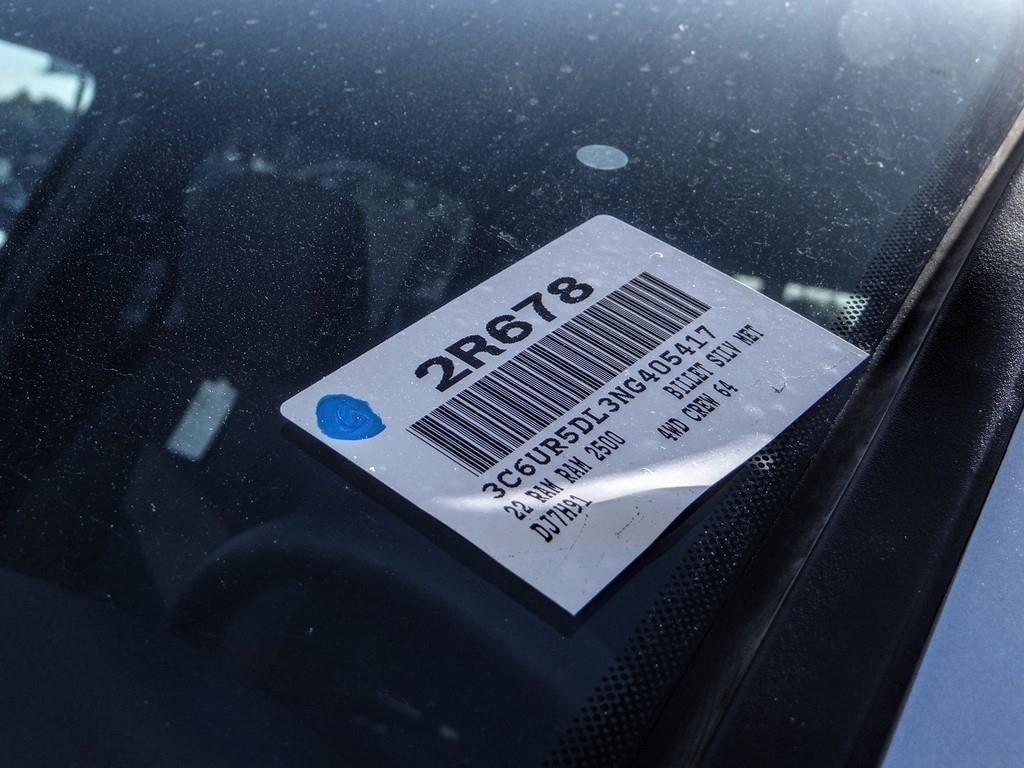 2R678
3C6UR5DL3NG405417
22 RAM RAM 2500 BILLET SILV MET
DJ7H91 4WD CREW 64